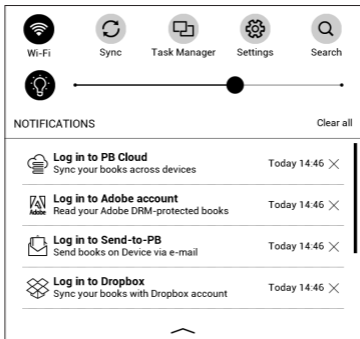 Wi-Fi
Sync
Task Manager
Settings
Search
NOTIFICATIONS
Clear all
Log in to PB Cloud
Sync your books across devices
Today 14:46
Adobe
Log in to Adobe account
Read your Adobe DRM-protected books
Today 14:46
Log in to Send-to-PB
Send books on Device via e-mail
Today 14:46
Log in to Dropbox
Sync your books with Dropbox account
Today 14:46